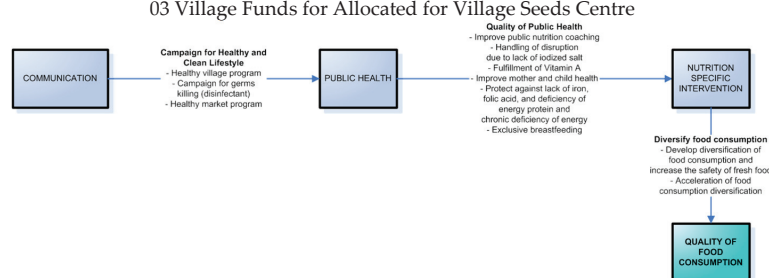 03 Village Funds for Allocated for Village Seeds Centre
COMMUNICATION
Campaign for Healthy and
Clean Lifestyle
- Healthy village program
- Campaign for germs
killing (disinfectant)
- Healthy market program
PUBLIC HEALTH
Quality of Public Health
- Improve public nutrition coaching
- Handling of disruption
due to lack of iodized salt
- Fulfillment of Vitamin A
- Improve mother and child health
- Protect against lack of iron,
folic acid, and deficiency of
energy protein and
chronic deficiency of energy
- Exclusive breastfeeding
NUTRITION
SPECIFIC
INTERVENTION
Diversify food consumption
- Develop diversification of
food consumption and
increase the safety of fresh food
- Acceleration of food
consumption diversification
QUALITY OF
FOOD
CONSUMPTION